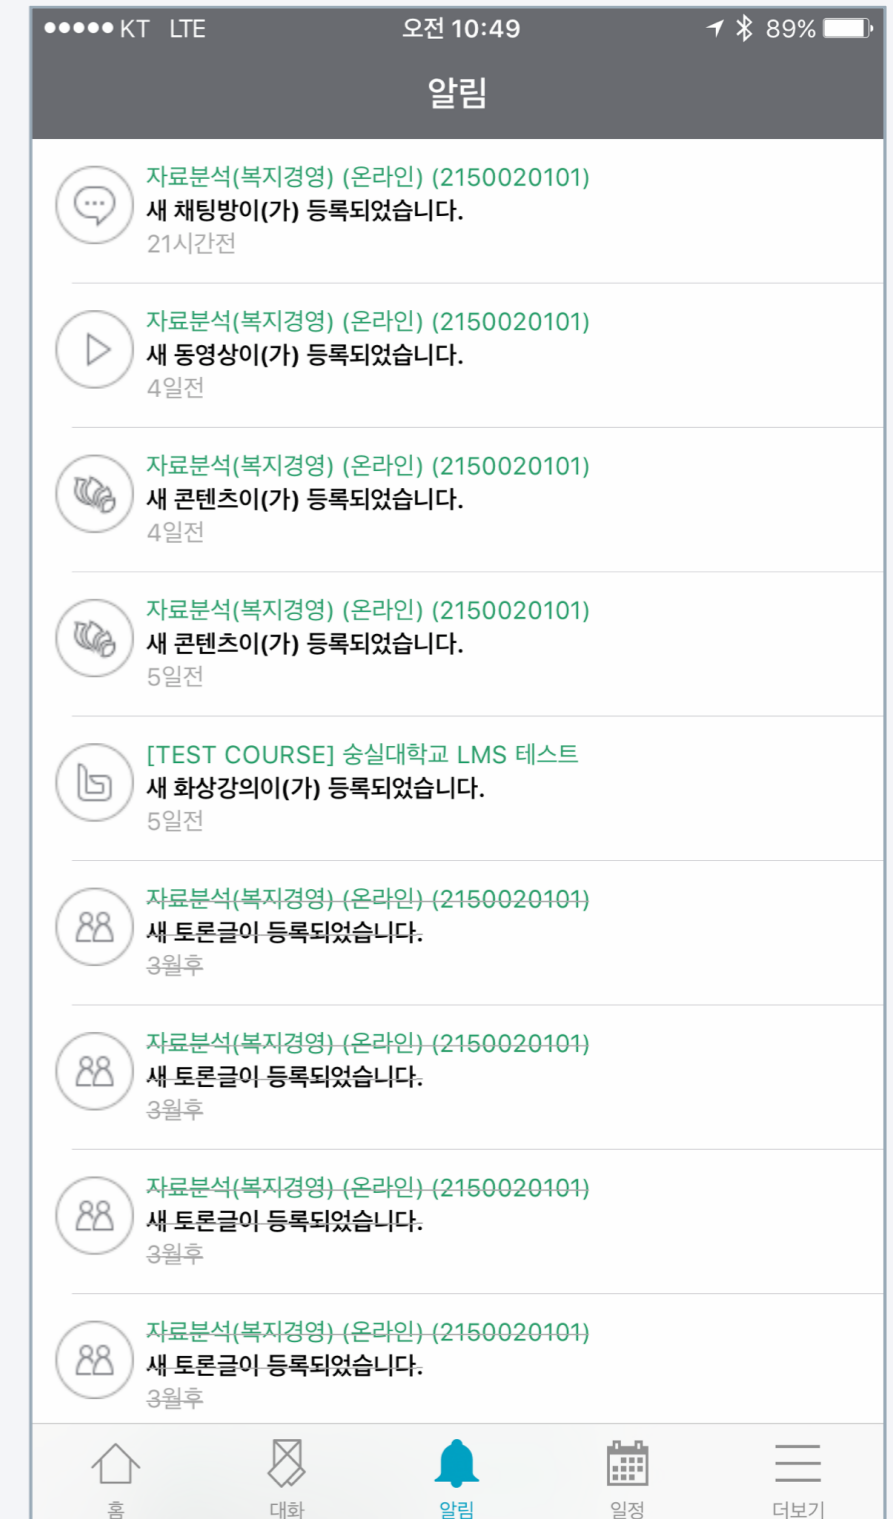 KT LTE 오전 10:49 89%
알림
자료분석(복지경영) (온라인) (2150020101)
새 채팅방이(가) 등록되었습니다.
21시간전
자료분석(복지경영) (온라인) (2150020101)
새 동영상이(가) 등록되었습니다.
4일전
자료분석(복지경영) (온라인) (2150020101)
새 콘텐츠이(가) 등록되었습니다.
4일전
자료분석(복지경영) (온라인) (2150020101)
새 콘텐츠이(가) 등록되었습니다.
5일전
[TEST COURSE] 숭실대학교 LMS 테스트
새 화상강의이(가) 등록되었습니다.
5일전
자료분석(복지경영) (온라인) (2150020101)
새 토론글이 등록되었습니다.
3월후
자료분석(복지경영) (온라인) (2150020101)
새 토론글이 등록되었습니다.
3월후
자료분석(복지경영) (온라인) (2150020101)
새 토론글이 등록되었습니다.
3월후
자료분석(복지경영) (온라인) (2150020101)
새 토론글이 등록되었습니다.
3월후
홈 대화 알림 일정 더보기